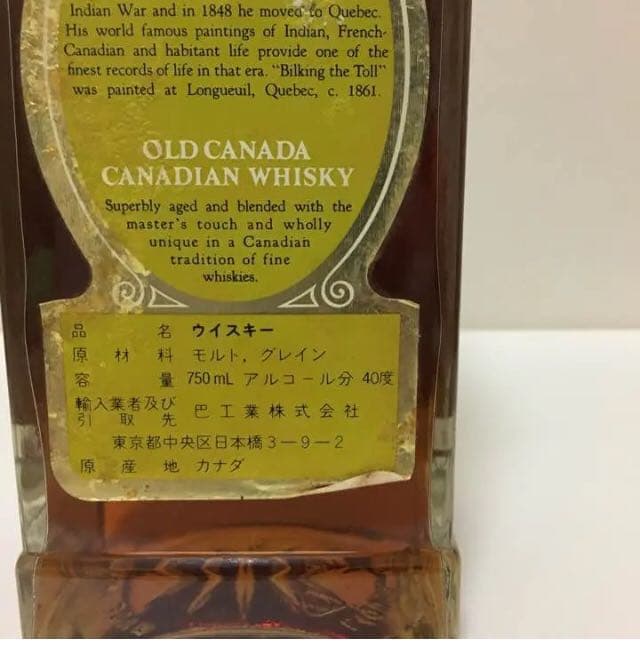 Indian War and in 1848 he moved to Quebec.
His world famous paintings of Indian, French-
Canadian and habitant life provide one of the
finest records of life in that era. “Bilking the Toll”
was painted at Longueuil, Quebec, c. 1861.
OLD CANADA
CANADIAN WHISKY
Superbly aged and blended with the
master's touch and wholly
unique in a Canadian
tradition of fine
whiskies.
品名 ウイスキー
原材料 モルト, グレイン
容量 750mL アルコール分 40度
輸入業者及び
引取先 巴工業株式会社
東京都中央区日本橋3-9-2
原産地 カナダ